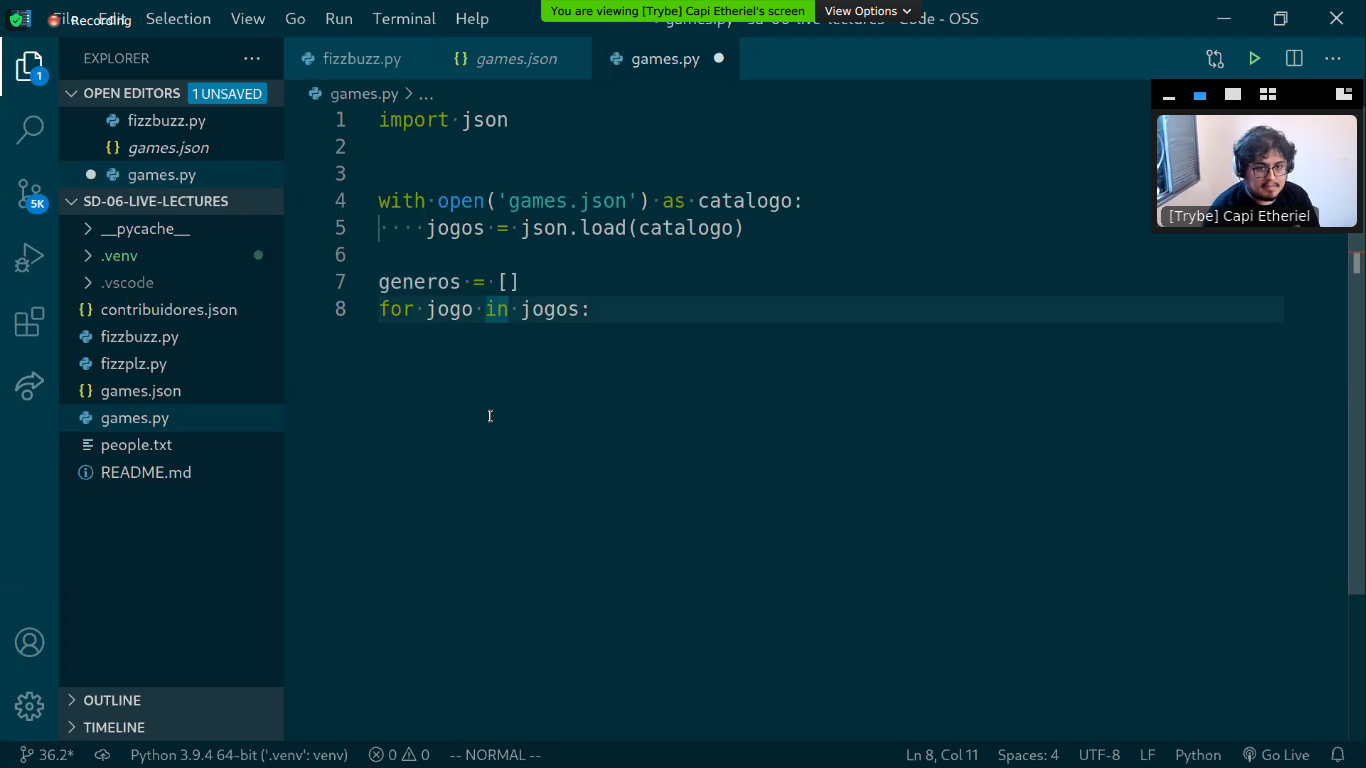 Recording
File Edit Selection View Go Run Terminal Help
You are viewing [Trybe] Capi Etheriel's screen
View Options
games.py - sd-06-live-lectures - Code - OSS
EXPLORER
1
OPEN EDITORS 1 UNSAVED
fizzbuzz.py
games.json
games.py
SD-06-LIVE-LECTURES
__pycache__
.venv
.vscode
contribuidores.json
fizzbuzz.py
fizzplz.py
games.json
games.py
people.txt
README.md
5K
OUTLINE
TIMELINE
fizzbuzz.py
{} games.json
games.py
games.py > ...
1 import json
2
3
4 with open('games.json') as catalogo:
5     jogos = json.load(catalogo)
6
7 generos = []
8 for jogo in jogos:
[Trybe] Capi Etheriel
36.2*
Python 3.9.4 64-bit ('.venv': venv)
0 0
-- NORMAL --
Ln 8, Col 11
Spaces: 4
UTF-8
LF
Python
Go Live